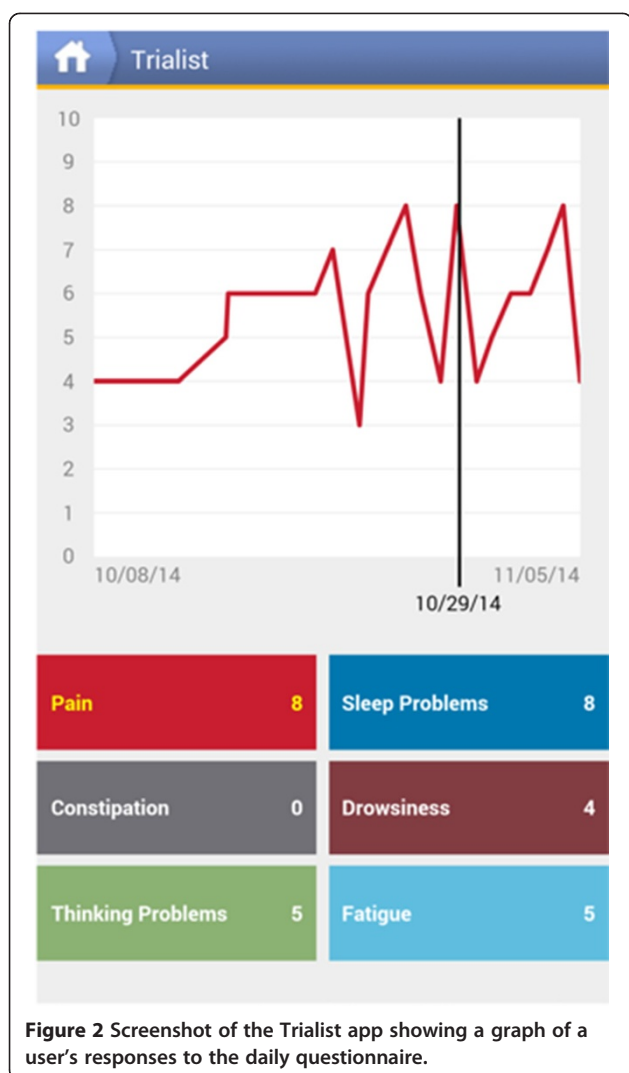 Trialist
10
9
8
7
6
5
4
3
2
1
0
10/08/14 11/05/14
10/29/14
Pain 8 Sleep Problems 8
Constipation 0 Drowsiness 4
Thinking Problems 5 Fatigue 5
Figure 2 Screenshot of the Trialist app showing a graph of a
user's responses to the daily questionnaire.